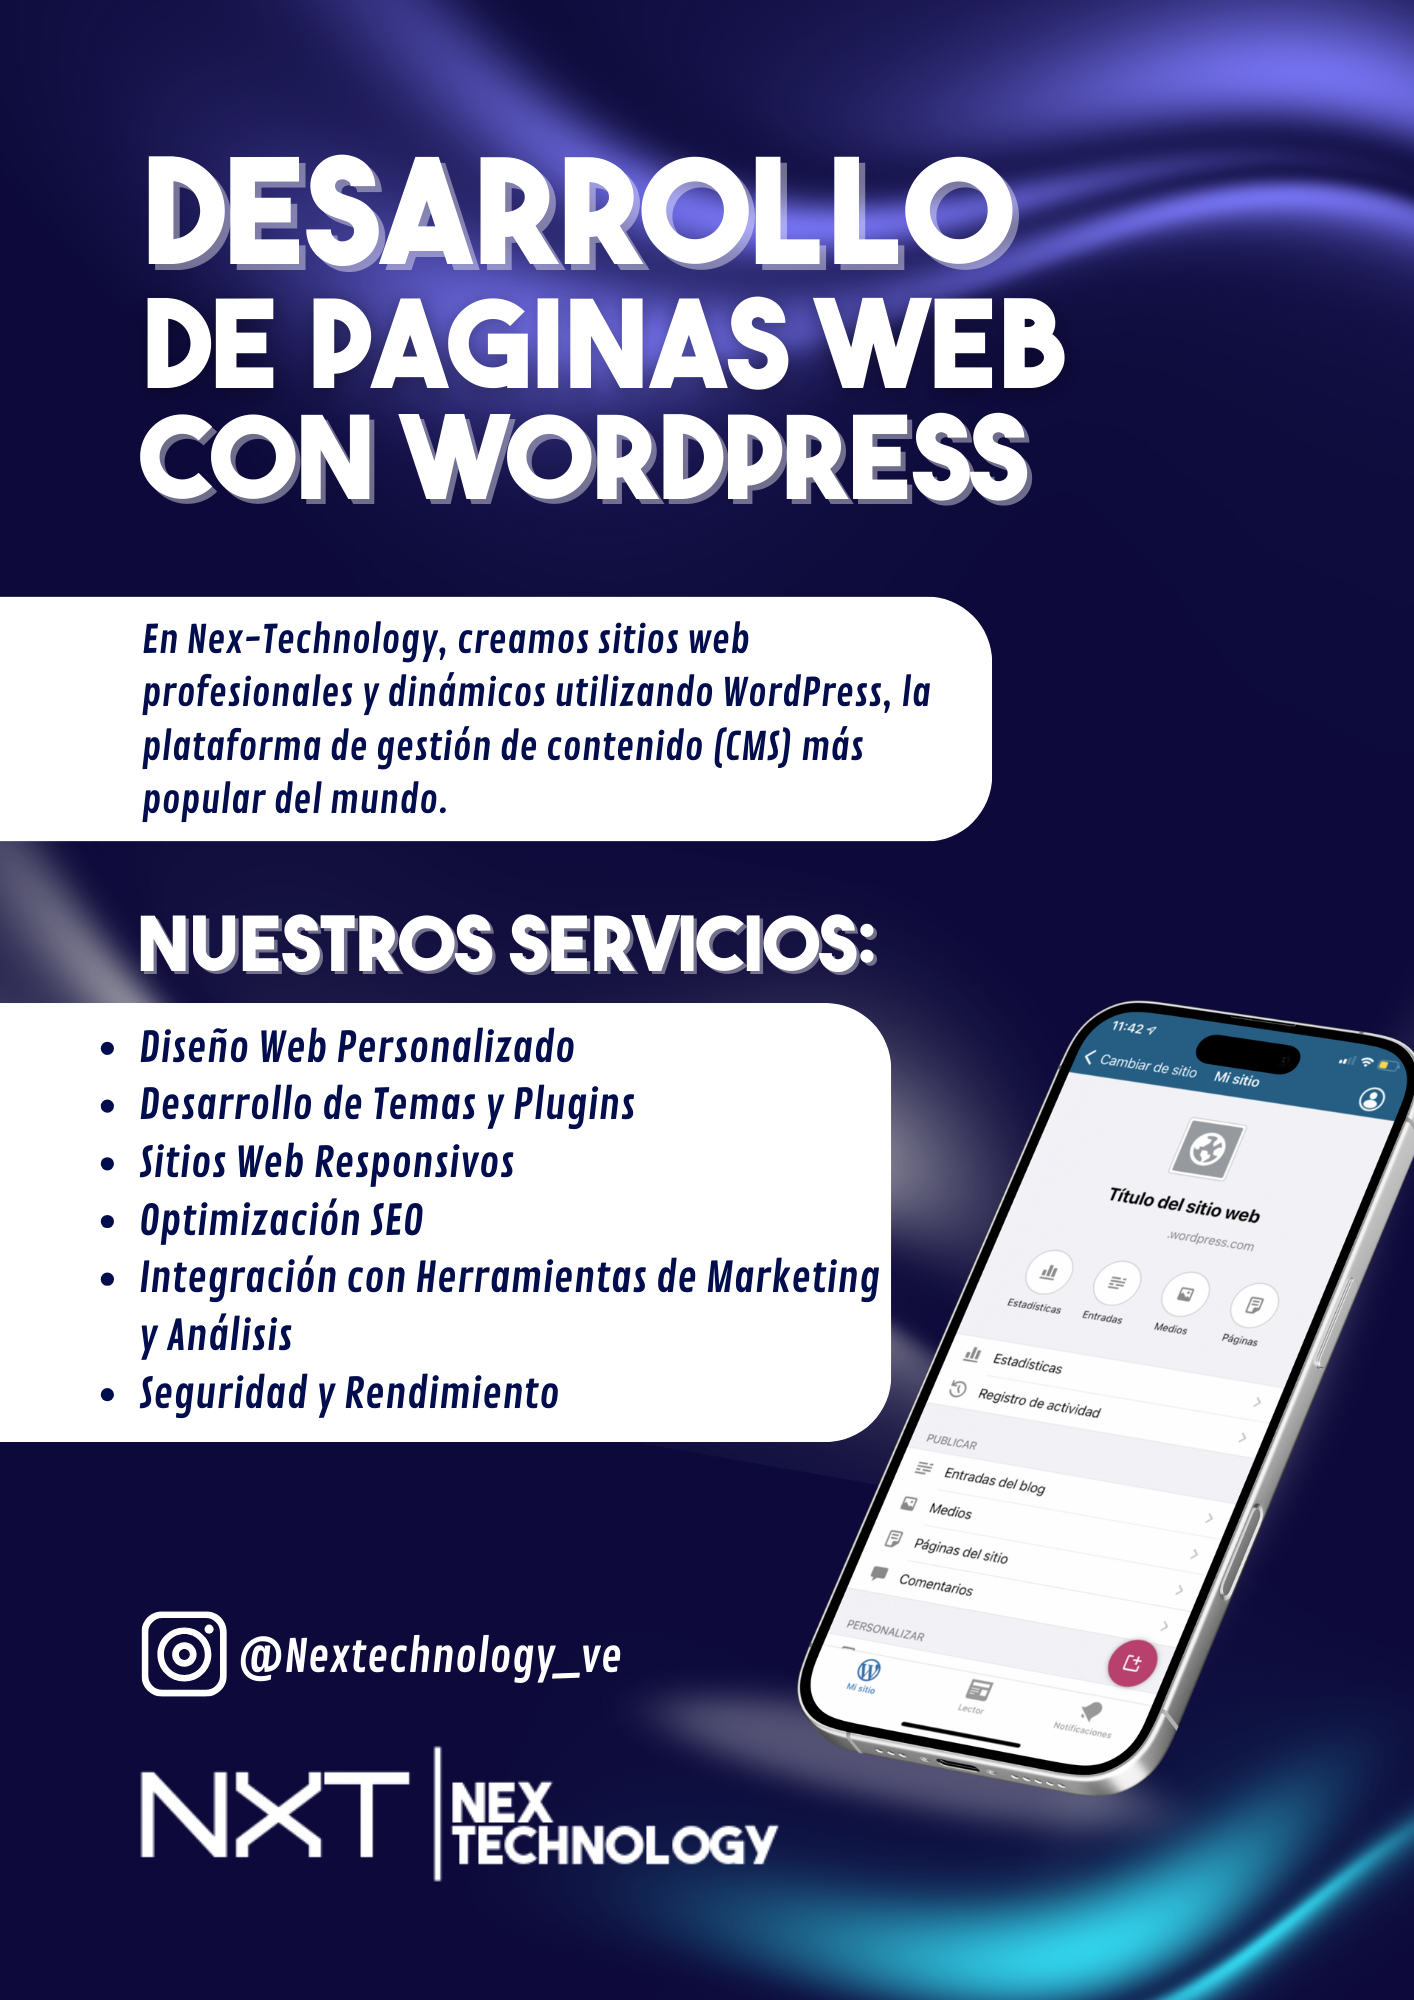 DESARROLLO
DE PAGINAS WEB
CON WORDPRESS
En Nex-Technology, creamos sitios web
profesionales y dinámicos utilizando WordPress, la
plataforma de gestión de contenido (CMS) más
popular del mundo.
NUESTROS SERVICIOS:
• Diseño Web Personalizado
• Desarrollo de Temas y Plugins
• Sitios Web Responsivos
• Optimización SEO
• Integración con Herramientas de Marketing
y Análisis
• Seguridad y Rendimiento
11:42
Cambiar de sitio Mi sitio
Título del sitio web
.wordpress.com
Estadísticas Entradas Medios Páginas
Estadísticas
Registro de actividad
PUBLICAR
Entradas del blog
Medios
Páginas del sitio
Comentarios
PERSONALIZAR
Mi sitio Lector Notificaciones
@Nextechnology_ve
NXT | NEX
TECHNOLOGY